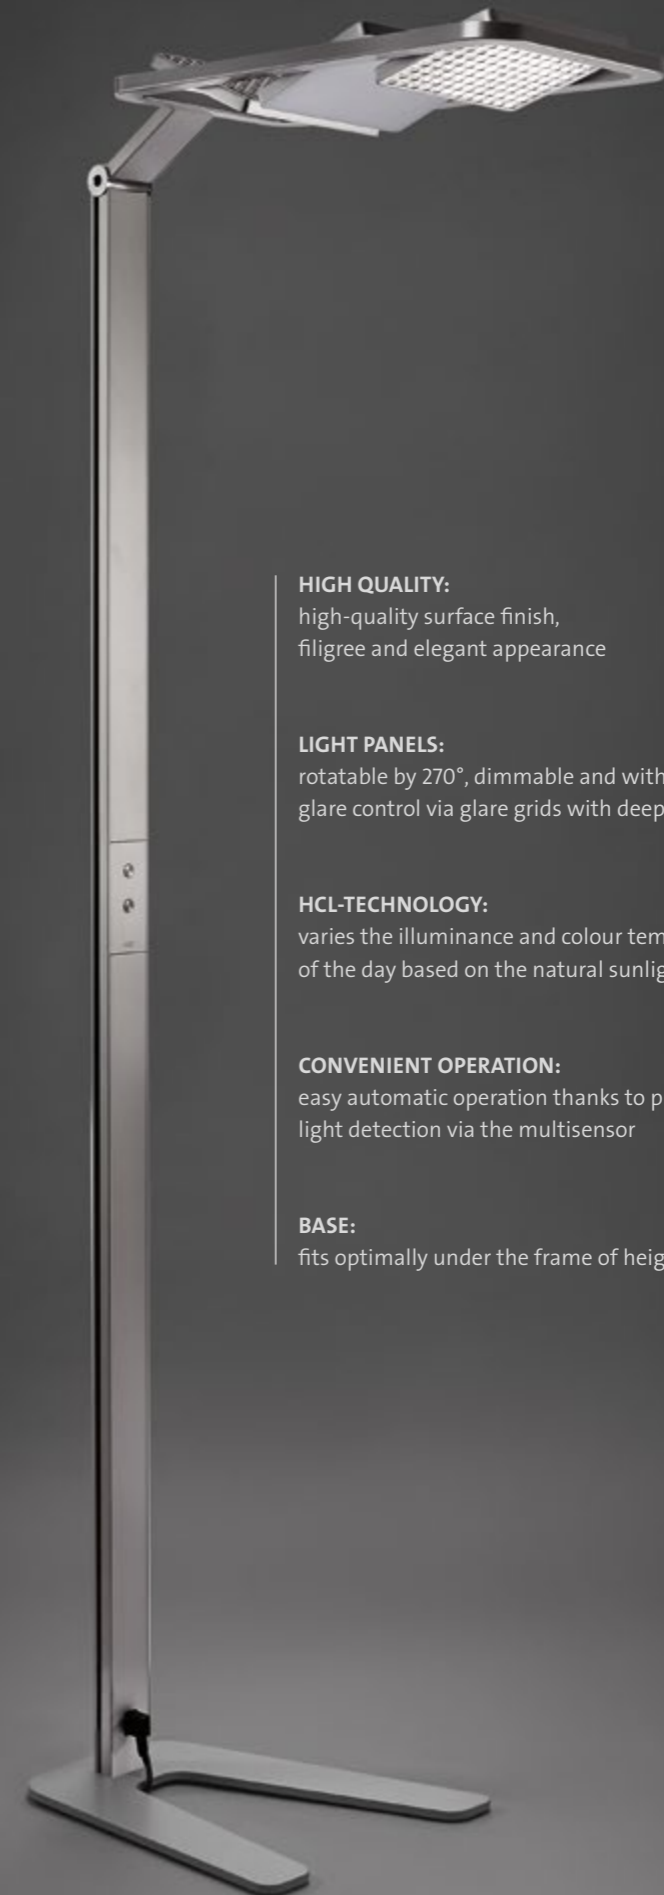 HIGH QUALITY:
high-quality surface finish,
filigree and elegant appearance
LIGHT PANELS:
rotatable by 270°, dimmable and with
glare control via glare grids with deep
HCL-TECHNOLOGY:
varies the illuminance and colour tem
of the day based on the natural sunlig
CONVENIENT OPERATION:
easy automatic operation thanks to p
light detection via the multisensor
BASE:
fits optimally under the frame of heig